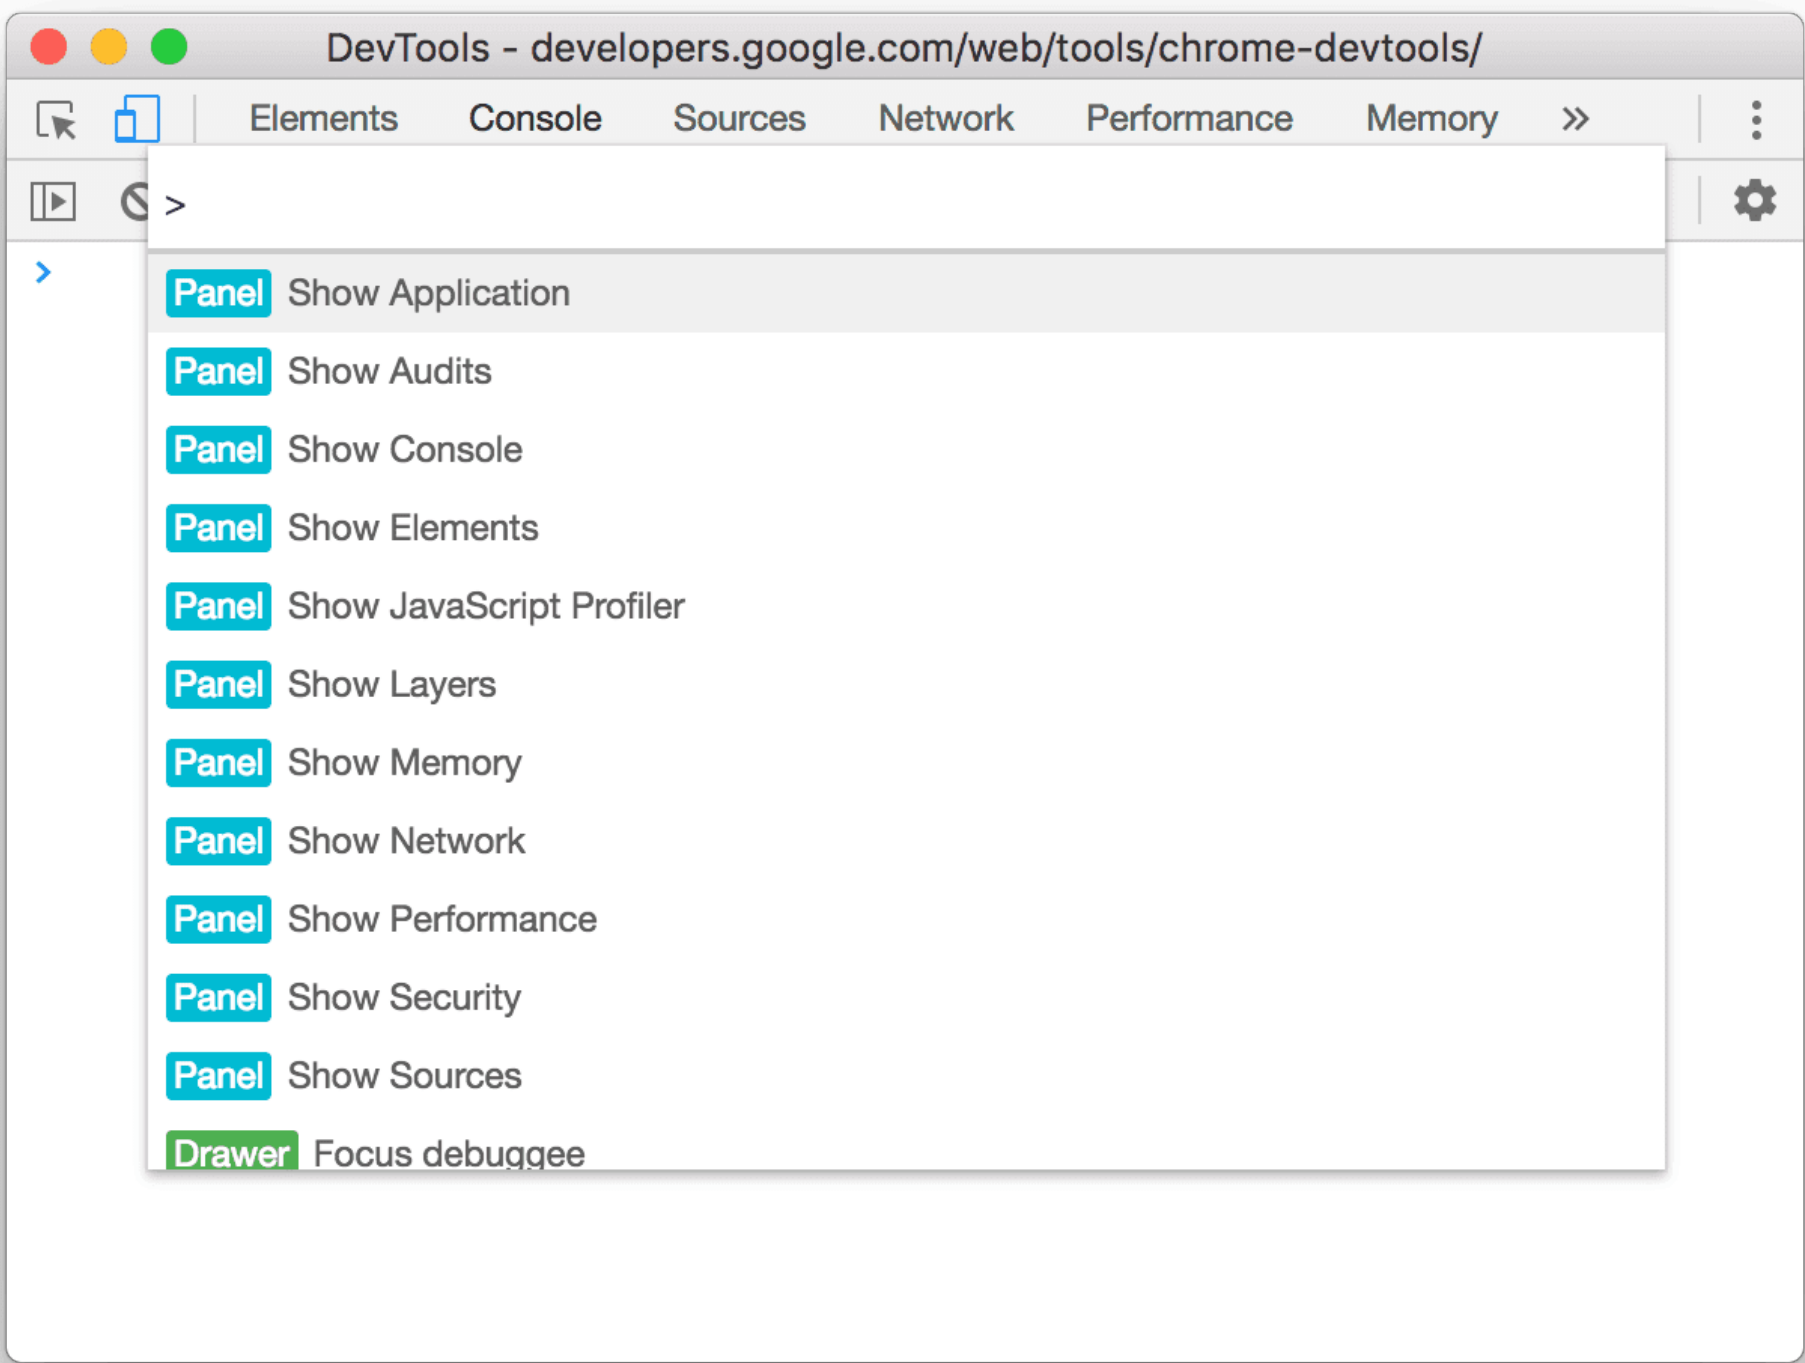 DevTools - developers.google.com/web/tools/chrome-devtools/
Elements Console Sources Network Performance Memory »
>
Panel Show Application
Panel Show Audits
Panel Show Console
Panel Show Elements
Panel Show JavaScript Profiler
Panel Show Layers
Panel Show Memory
Panel Show Network
Panel Show Performance
Panel Show Security
Panel Show Sources
Drawer Focus debuggee